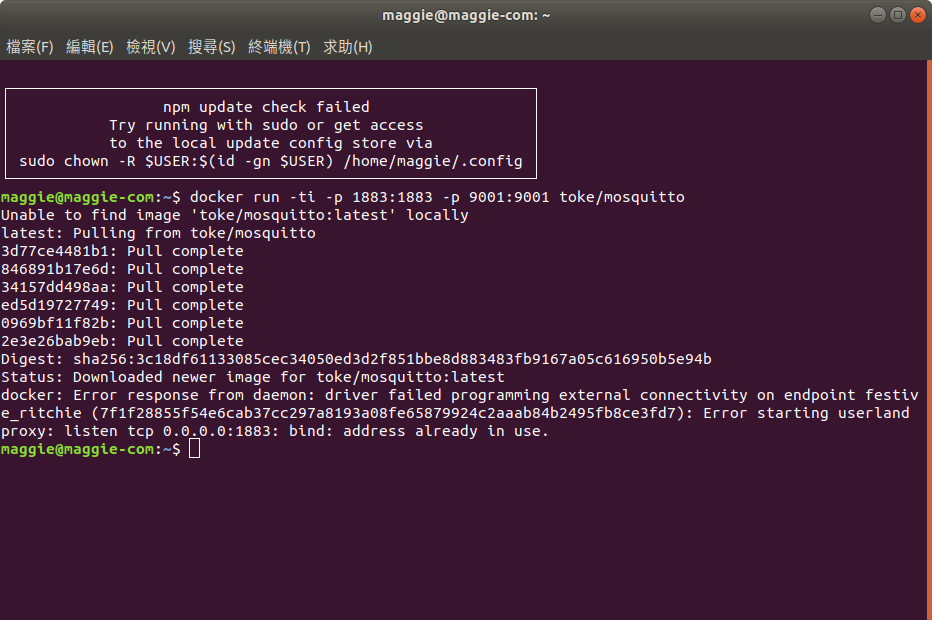 maggie@maggie-com: ~
檔案(F) 編輯(E) 檢視(V) 搜尋(S) 終端機(T) 求助(H)
npm update check failed
Try running with sudo or get access
to the local update config store via
sudo chown -R $USER:$(id -gn $USER) /home/maggie/.config
maggie@maggie-com:~$ docker run -ti -p 1883:1883 -p 9001:9001 toke/mosquitto
Unable to find image 'toke/mosquitto:latest' locally
latest: Pulling from toke/mosquitto
3d77ce4481b1: Pull complete
846891b17e6d: Pull complete
34157dd498aa: Pull complete
ed5d19727749: Pull complete
0969bf11f82b: Pull complete
2e3e26bab9eb: Pull complete
Digest: sha256:3c18df61133085cec34050ed3d2f851bbe8d883483fb9167a05c616950b5e94b
Status: Downloaded newer image for toke/mosquitto:latest
docker: Error response from daemon: driver failed programming external connectivity on endpoint festiv
e_ritchie (7f1f28855f54e6cab37cc297a8193a08fe65879924c2aaab84b2495fb8ce3fd7): Error starting userland
proxy: listen tcp 0.0.0.0:1883: bind: address already in use.
maggie@maggie-com:~$